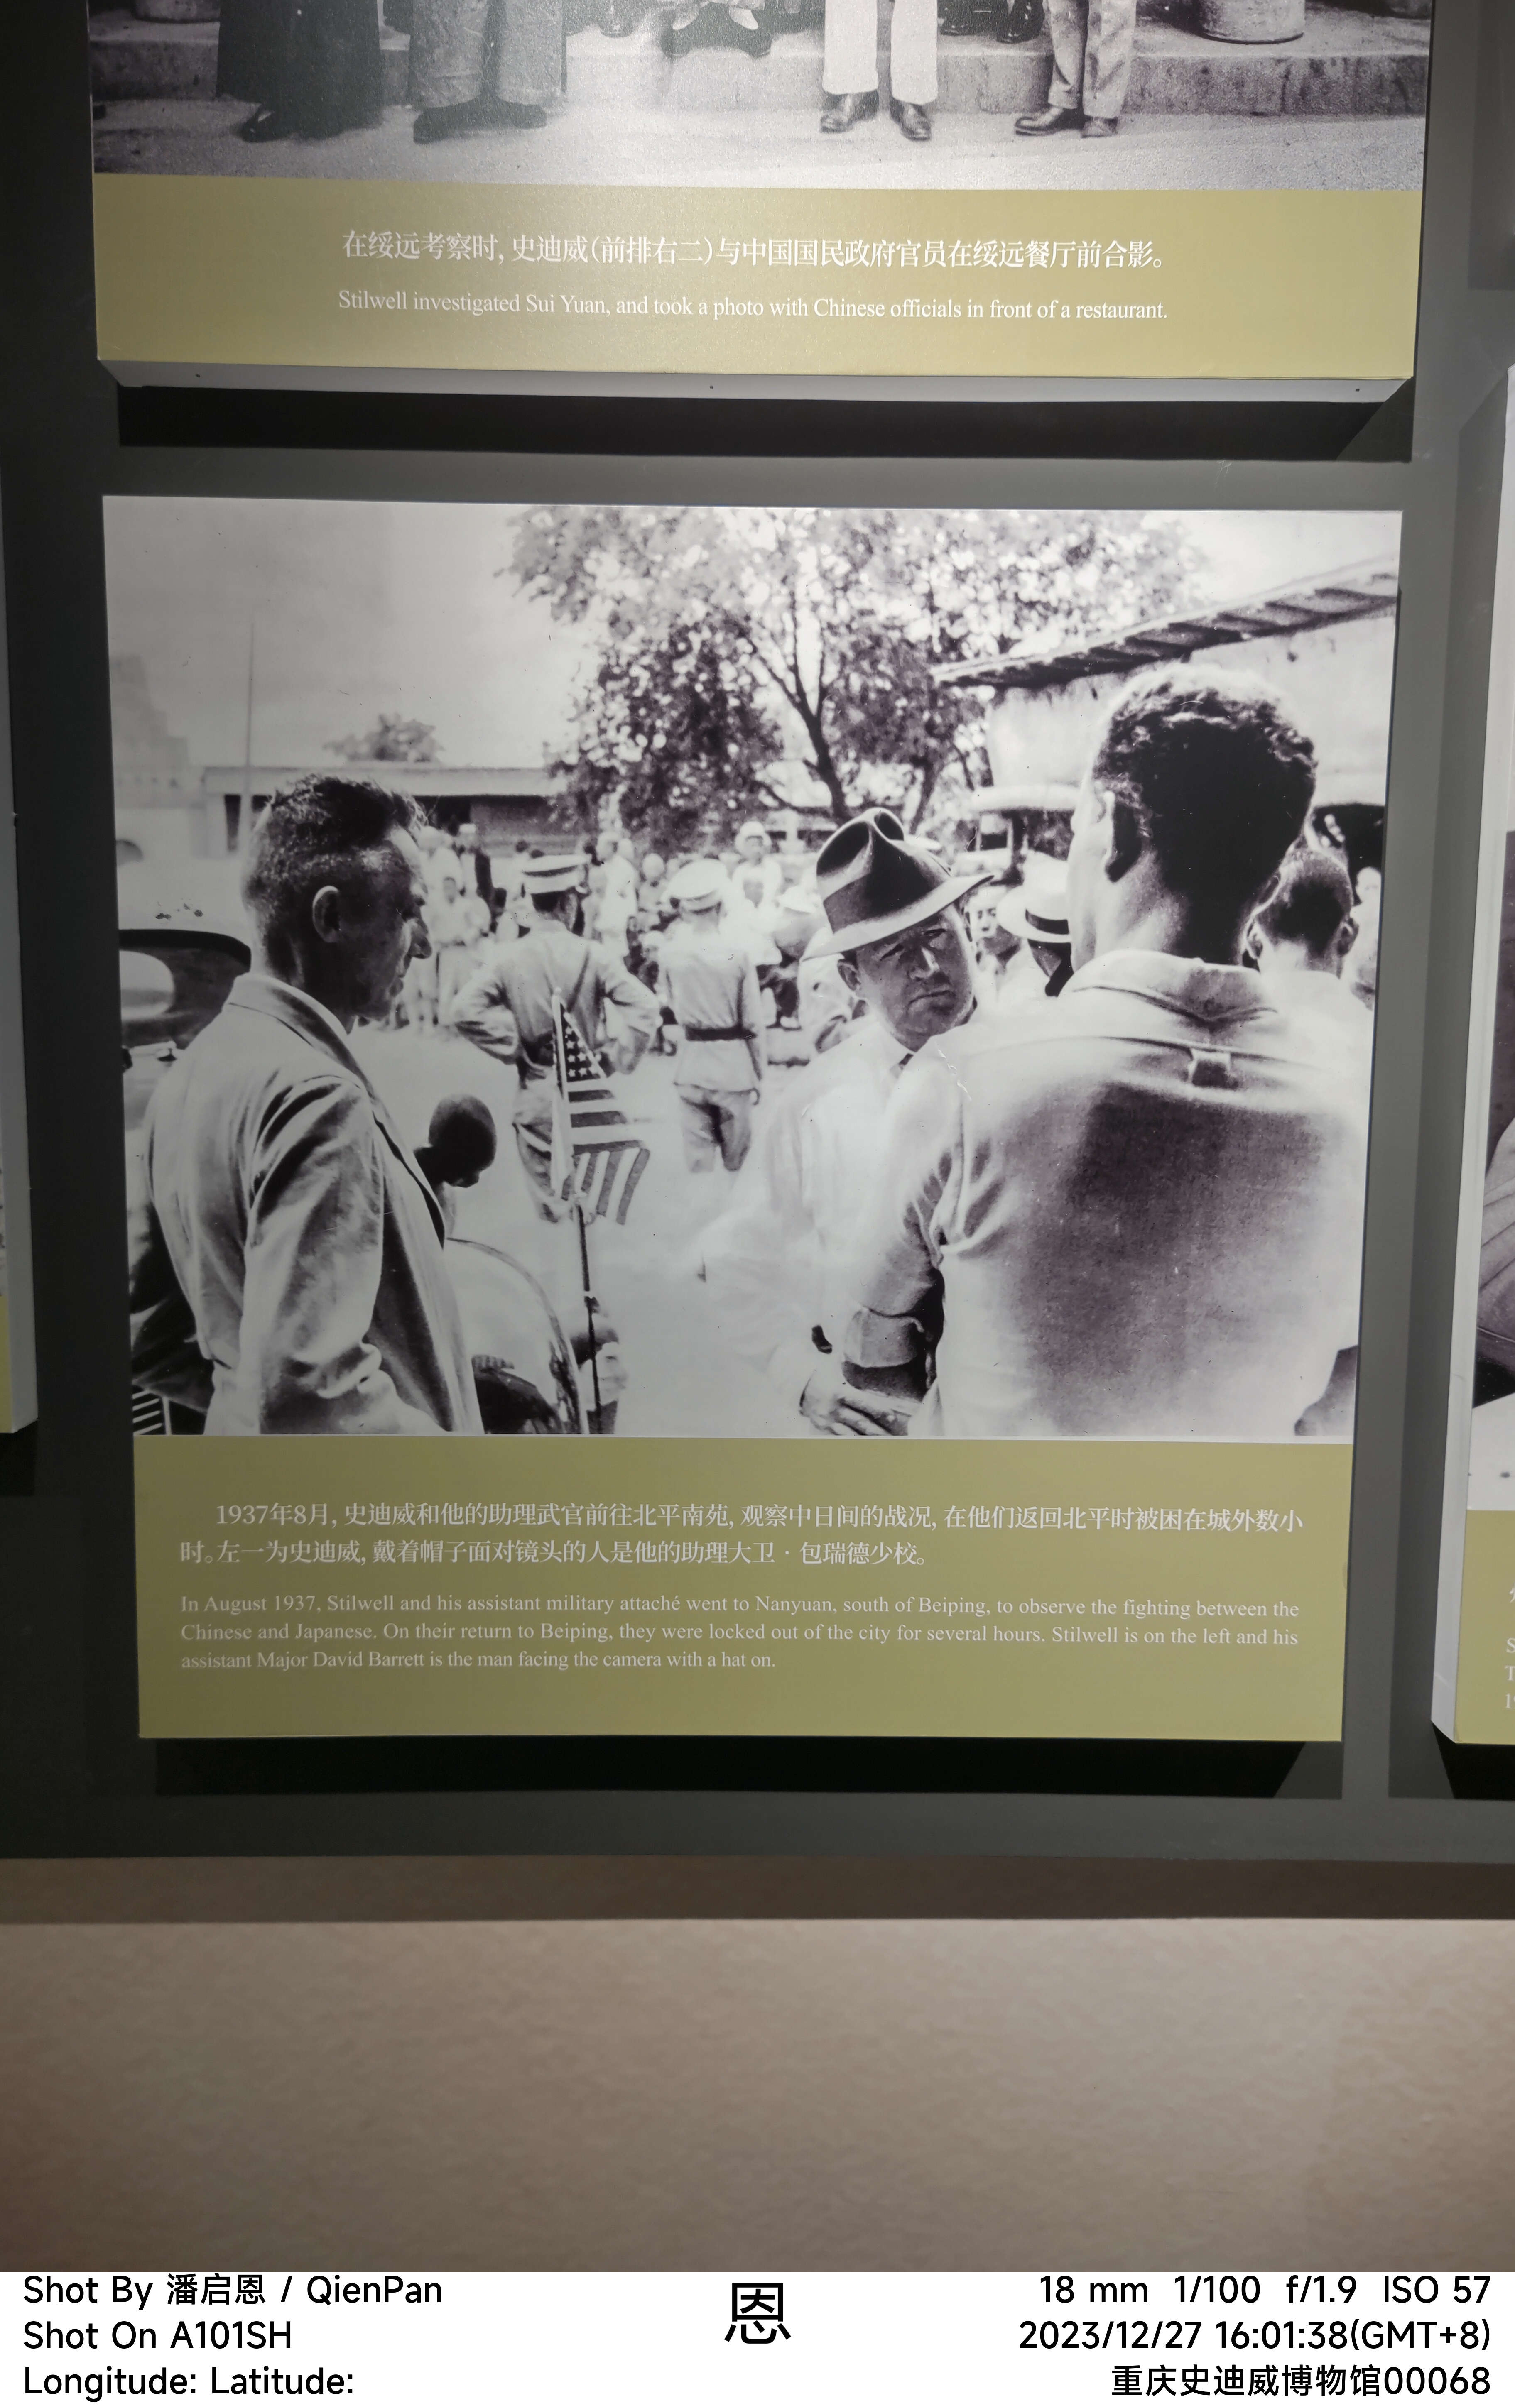 在绥远考察时,史迪威(前排右二)与中国国民政府官员在绥远餐厅前合影。
Stilwell investigated Sui Yuan, and took a photo with Chinese officials in front of a restaurant.
1937年8月,史迪威和他的助理武官前往北平南苑,观察中日间的战况,在他们返回北平时被困在城外数小
时。左一为史迪威,戴着帽子面对镜头的人是他的助理大卫·包瑞德少校。
In August 1937, Stilwell and his assistant military attaché went to Nanyuan, south of Beiping, to observe the fighting between the
Chinese and Japanese. On their return to Beiping, they were locked out of the city for several hours. Stilwell is on the left and his
assistant Major David Barrett is the man facing the camera with a hat on.
Shot By 潘启恩 / QienPan
Shot On A101SH
Longitude: Latitude:
恩
18 mm 1/100 f/1.9 ISO 57
2023/12/27 16:01:38(GMT+8)
重庆史迪威博物馆00068